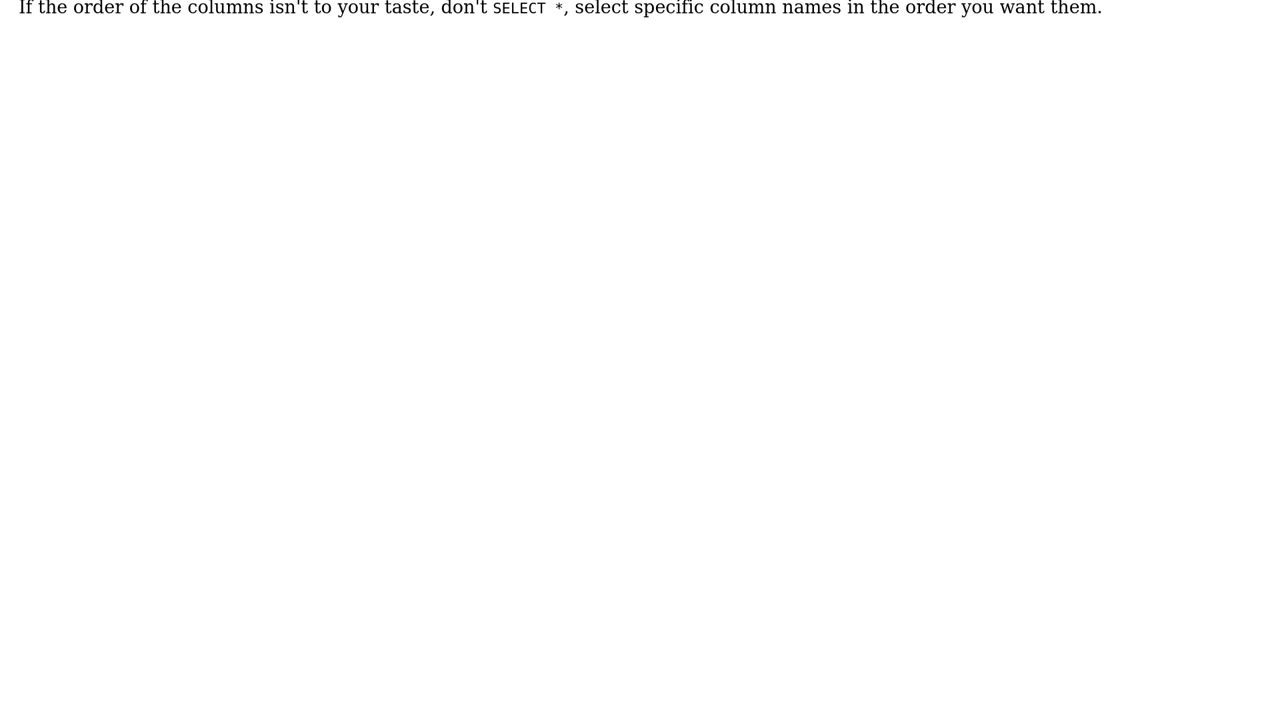 If the order of the columns isn't to your taste, don't SELECT *, select specific column names in the order you want them.